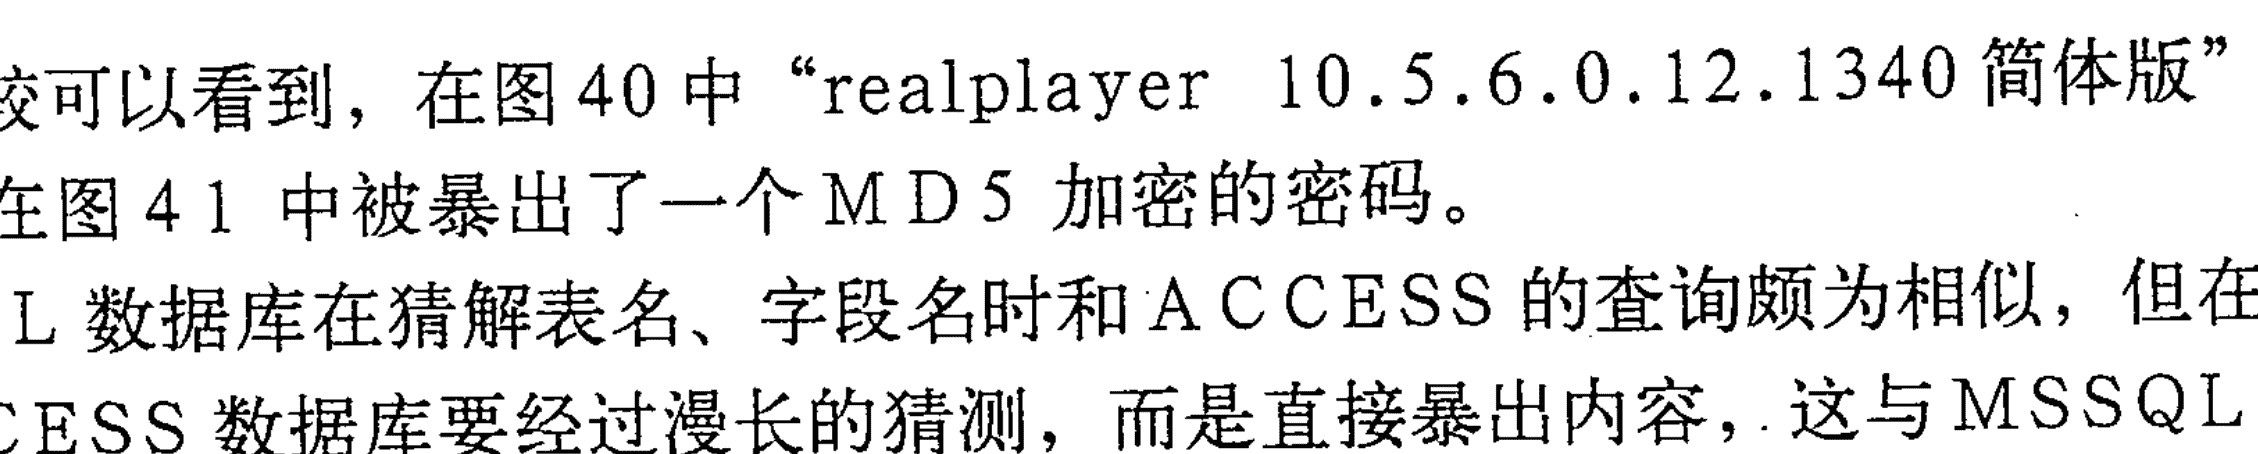 较可以看到，在图40中“realplayer 10.5.6.0.12.1340简体版”
在图41 中被暴出了一个MD5 加密的密码。
L数据库在猜解表名、字段名时和ACCESS的查询颇为相似，但在
CESS数据库要经过漫长的猜测，而是直接暴出内容，这与MSSQL